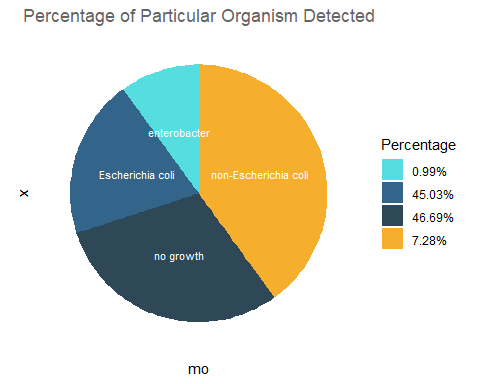 Percentage of Particular Organism Detected
enterobacter
Escherichia coli
non-Escherichia coli
no growth
x
mo
Percentage
0.99%
45.03%
46.69%
7.28%